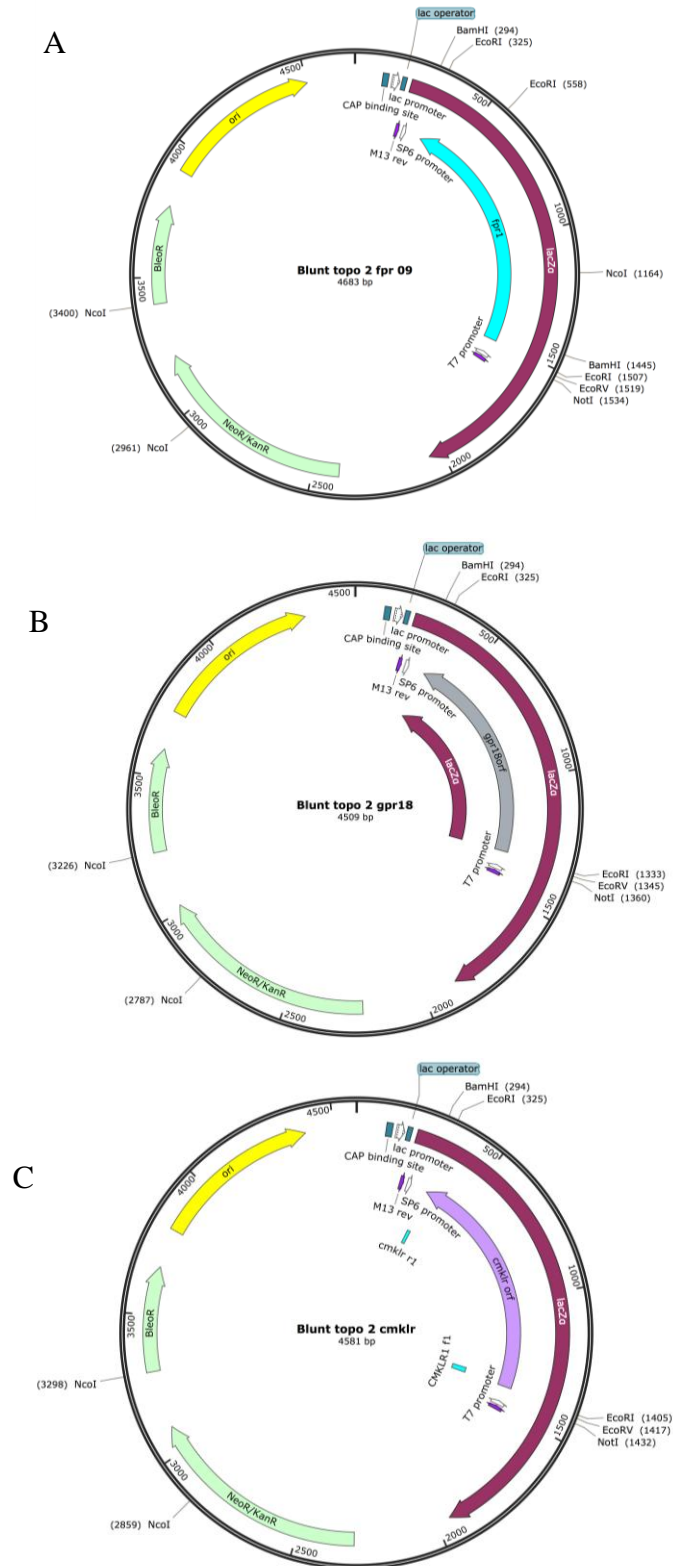 A
lac operator
BamHI (294)
EcoRI (325)
EcoRI (558)
4500
500
ori
lac promoter
CAP binding site
SP6 promoter
M13 rev
4000
1000
fpr1
lacZα
BleoR
Blunt topo 2 fpr 09
4683 bp
NcoI (1164)
3500
(3400) NcoI
T7 promoter
1500
BamHI (1445)
EcoRI (1507)
EcoRV (1519)
NotI (1534)
3000
(2961) NcoI
NeoR/KanR
2500
2000
B
lac operator
BamHI (294)
EcoRI (325)
4500
500
ori
lac promoter
CAP binding site
SP6 promoter
M13 rev
4000
1000
gpr18orf
lacZα
lacZα
3500
BleoR
Blunt topo 2 gpr18
4509 bp
(3226) NcoI
T7 promoter
EcoRI (1333)
EcoRV (1345)
NotI (1360)
1500
3000
(2787) NcoI
NeoR/KanR
2500
2000
C
lac operator
BamHI (294)
EcoRI (325)
4500
500
ori
lac promoter
CAP binding site
SP6 promoter
M13 rev
cmklr r1
4000
1000
cmklr orf
lacZα
3500
BleoR
Blunt topo 2 cmklr
4581 bp
CMKLR1 f1
(3298) NcoI
T7 promoter
EcoRI (1405)
EcoRV (1417)
NotI (1432)
1500
3000
(2859) NcoI
NeoR/KanR
2500
2000